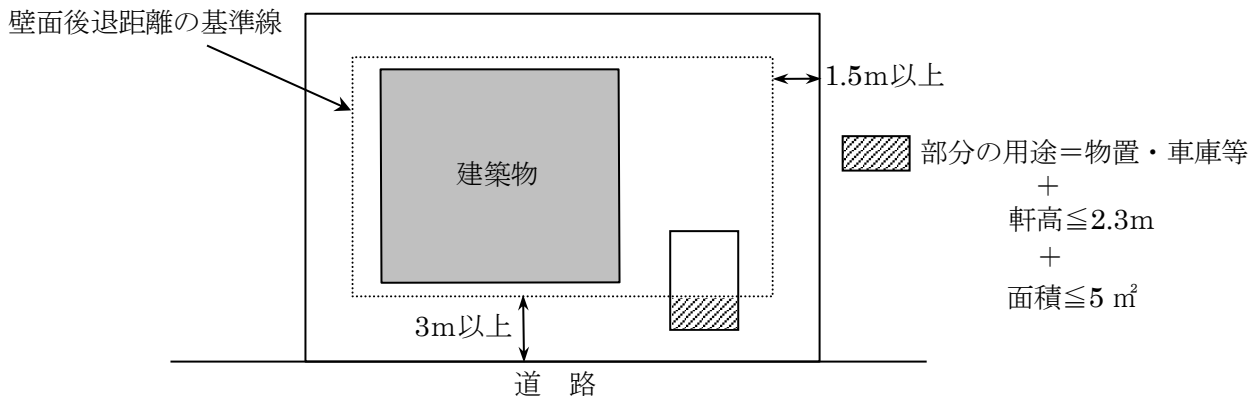 壁面後退距離の基準線
1.5m以上
建築物
部分の用途＝物置・車庫等
＋
軒高≦2.3m
＋
面積≦5 ㎡
3m以上
道　路